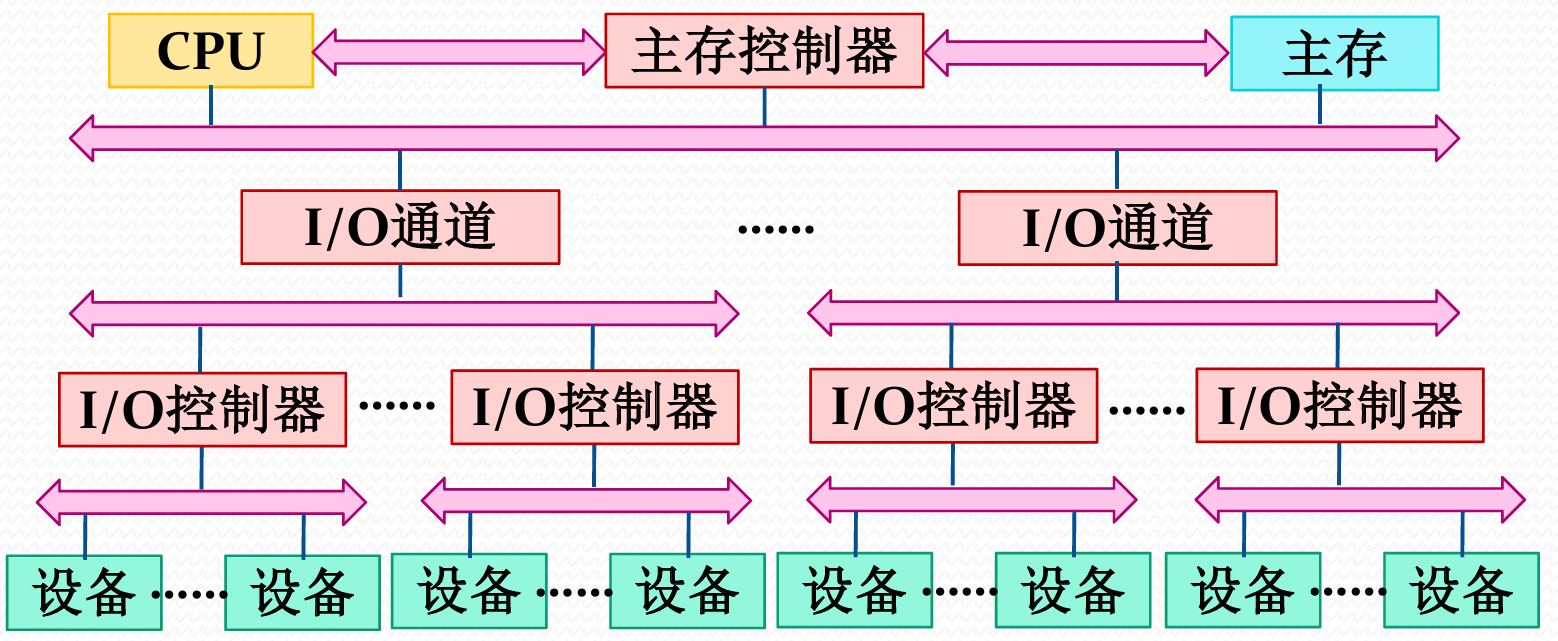 CPU 主存控制器 主存
I/O通道 ...... I/O通道
I/O控制器 ...... I/O控制器 I/O控制器 ...... I/O控制器
设备 ...... 设备 设备 ...... 设备 设备 ...... 设备 设备 ...... 设备